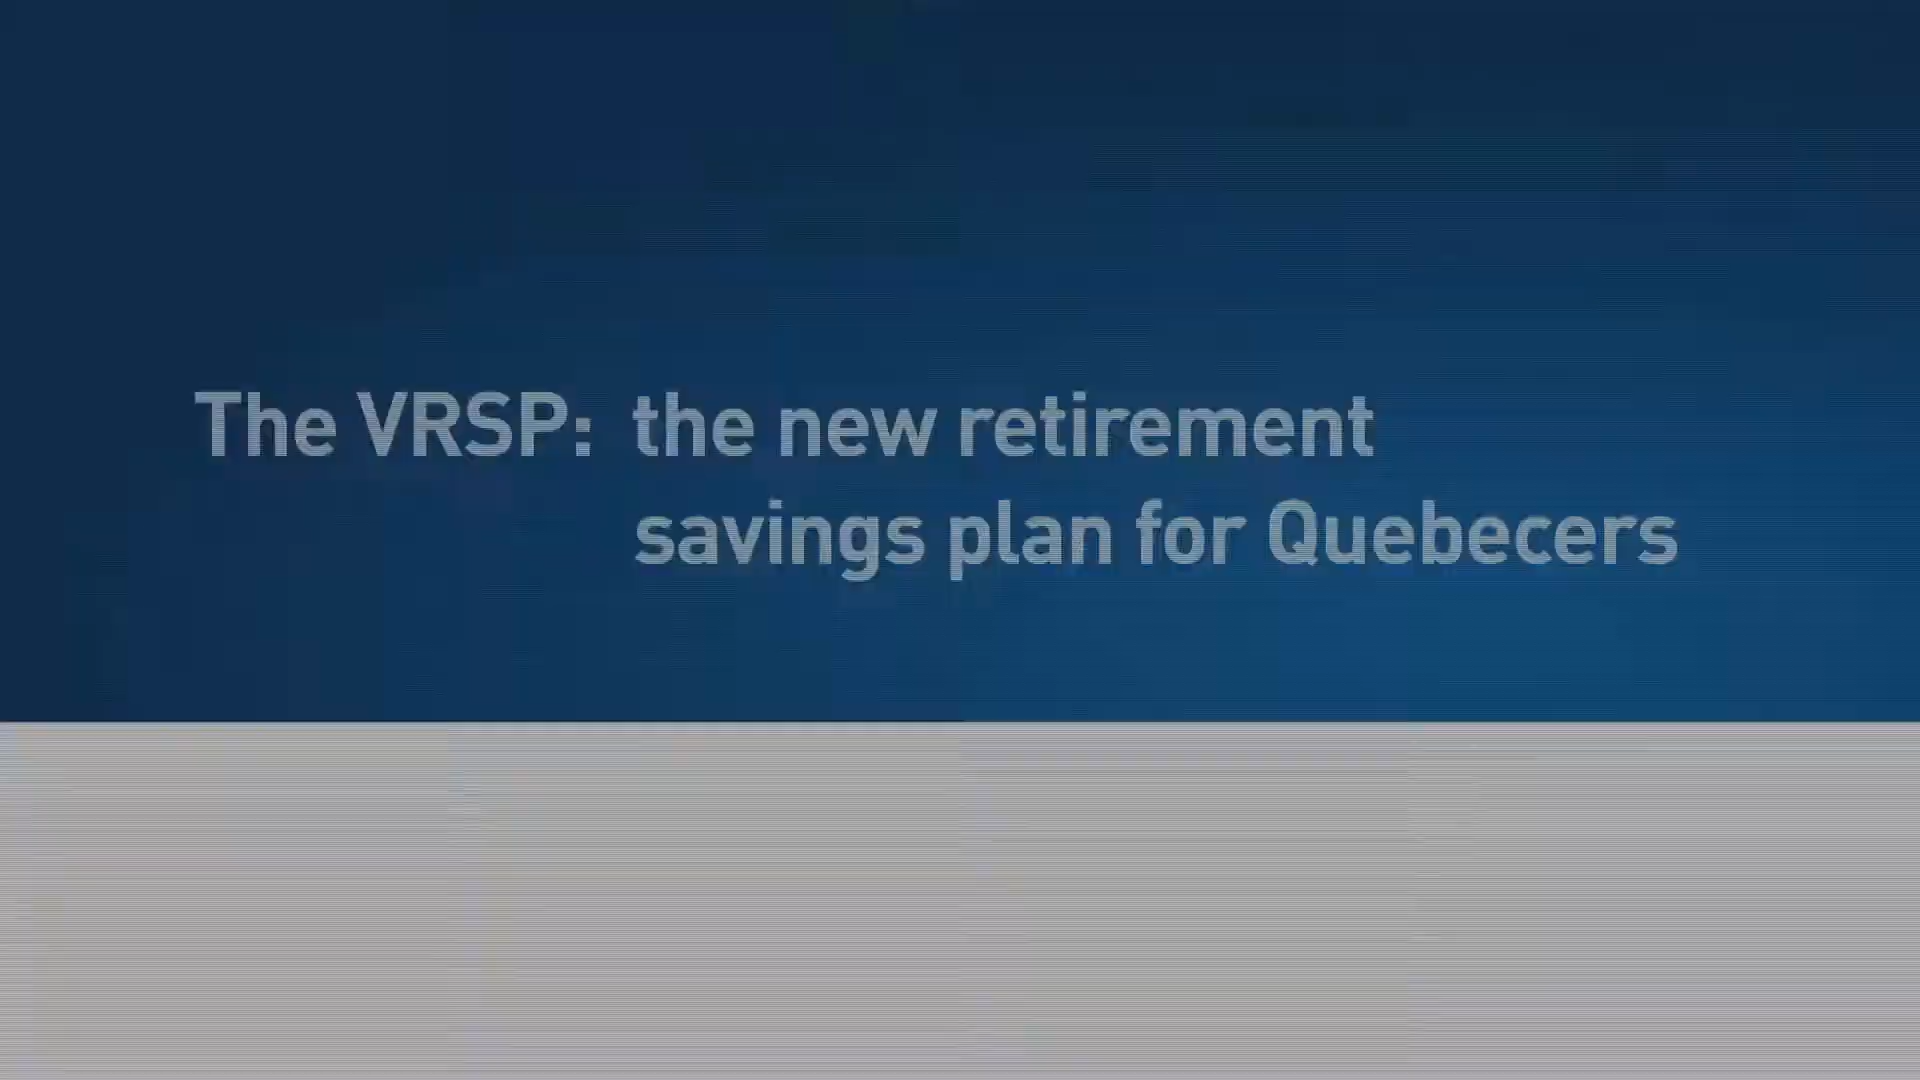 The VRSP: the new retirement
savings plan for Quebecers